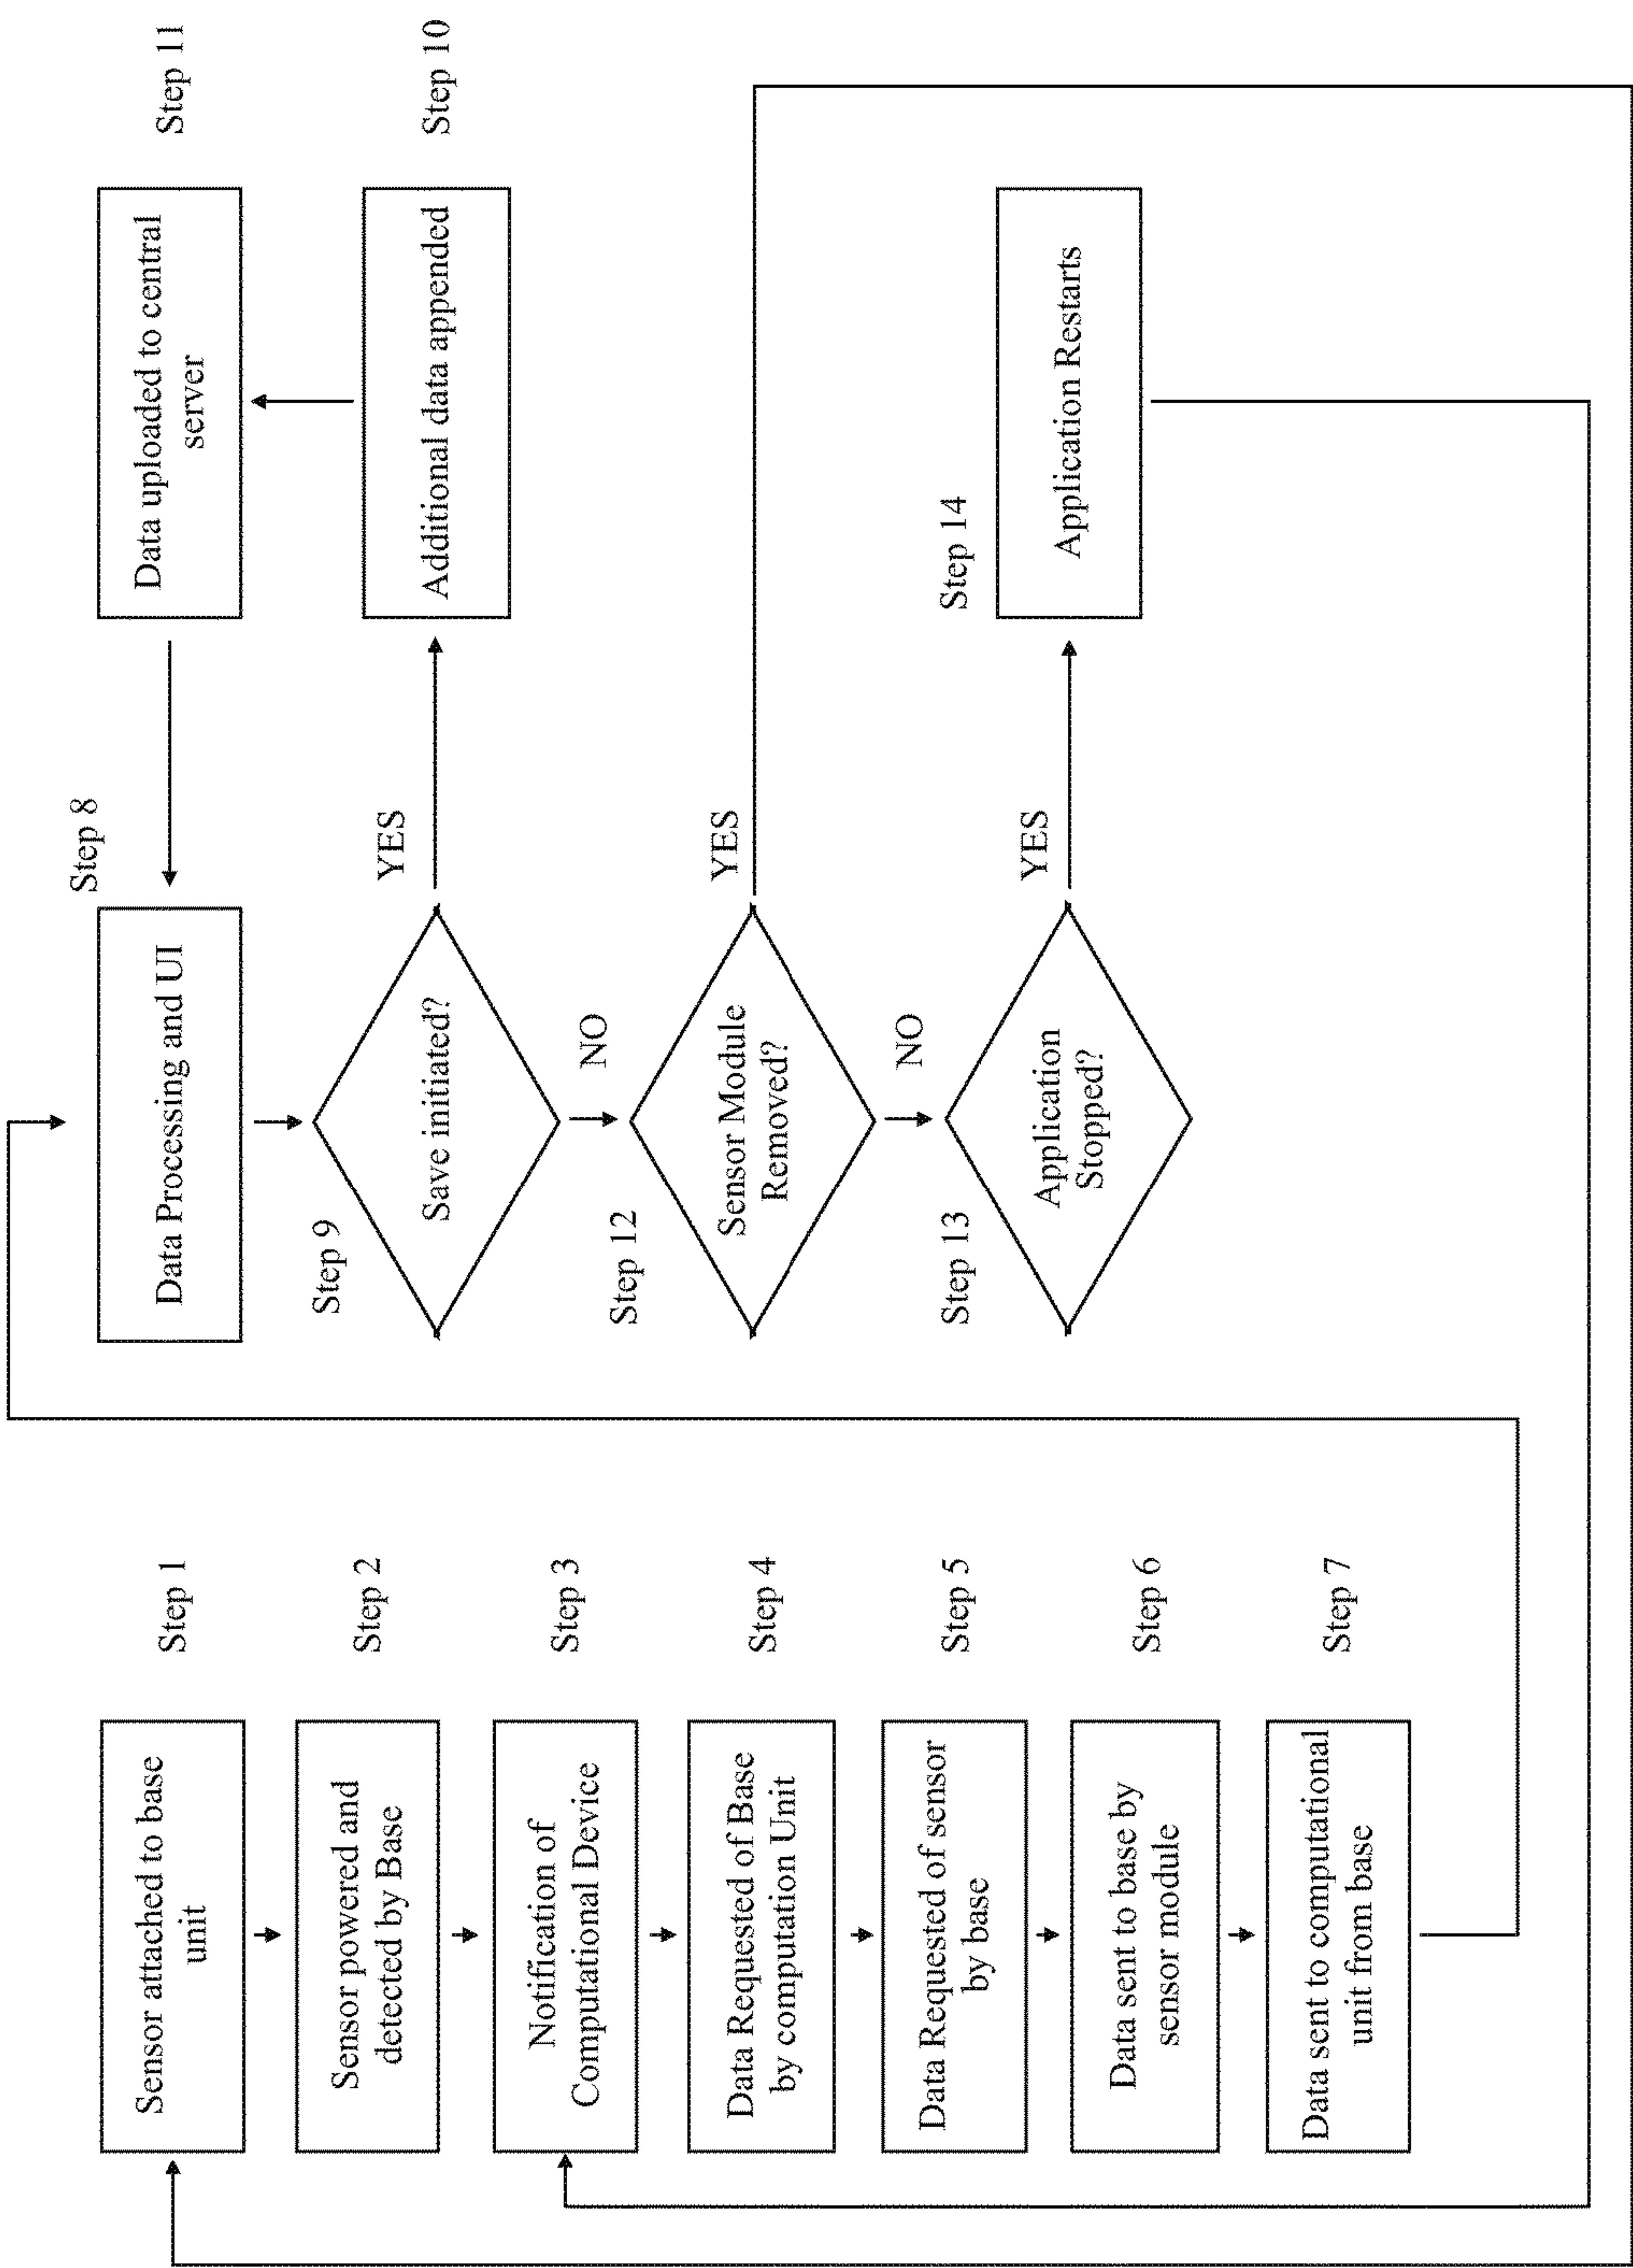 Sensor attached to base
unit
Step 1
Sensor powered and
detected by Base
Step 2
Notification of
Computational Device
Step 3
Data Requested of Base
by computation Unit
Step 4
Data Requested of sensor
by base
Step 5
Data sent to base by
sensor module
Step 6
Data sent to computational
unit from base
Step 7
Step 8
Data Processing and UI
Step 9
Save initiated?
YES
NO
Additional data appended
Step 10
Data uploaded to central
server
Step 11
Step 12
Sensor Module
Removed?
YES
NO
Step 13
Application
Stopped?
YES
Step 14
Application Restarts